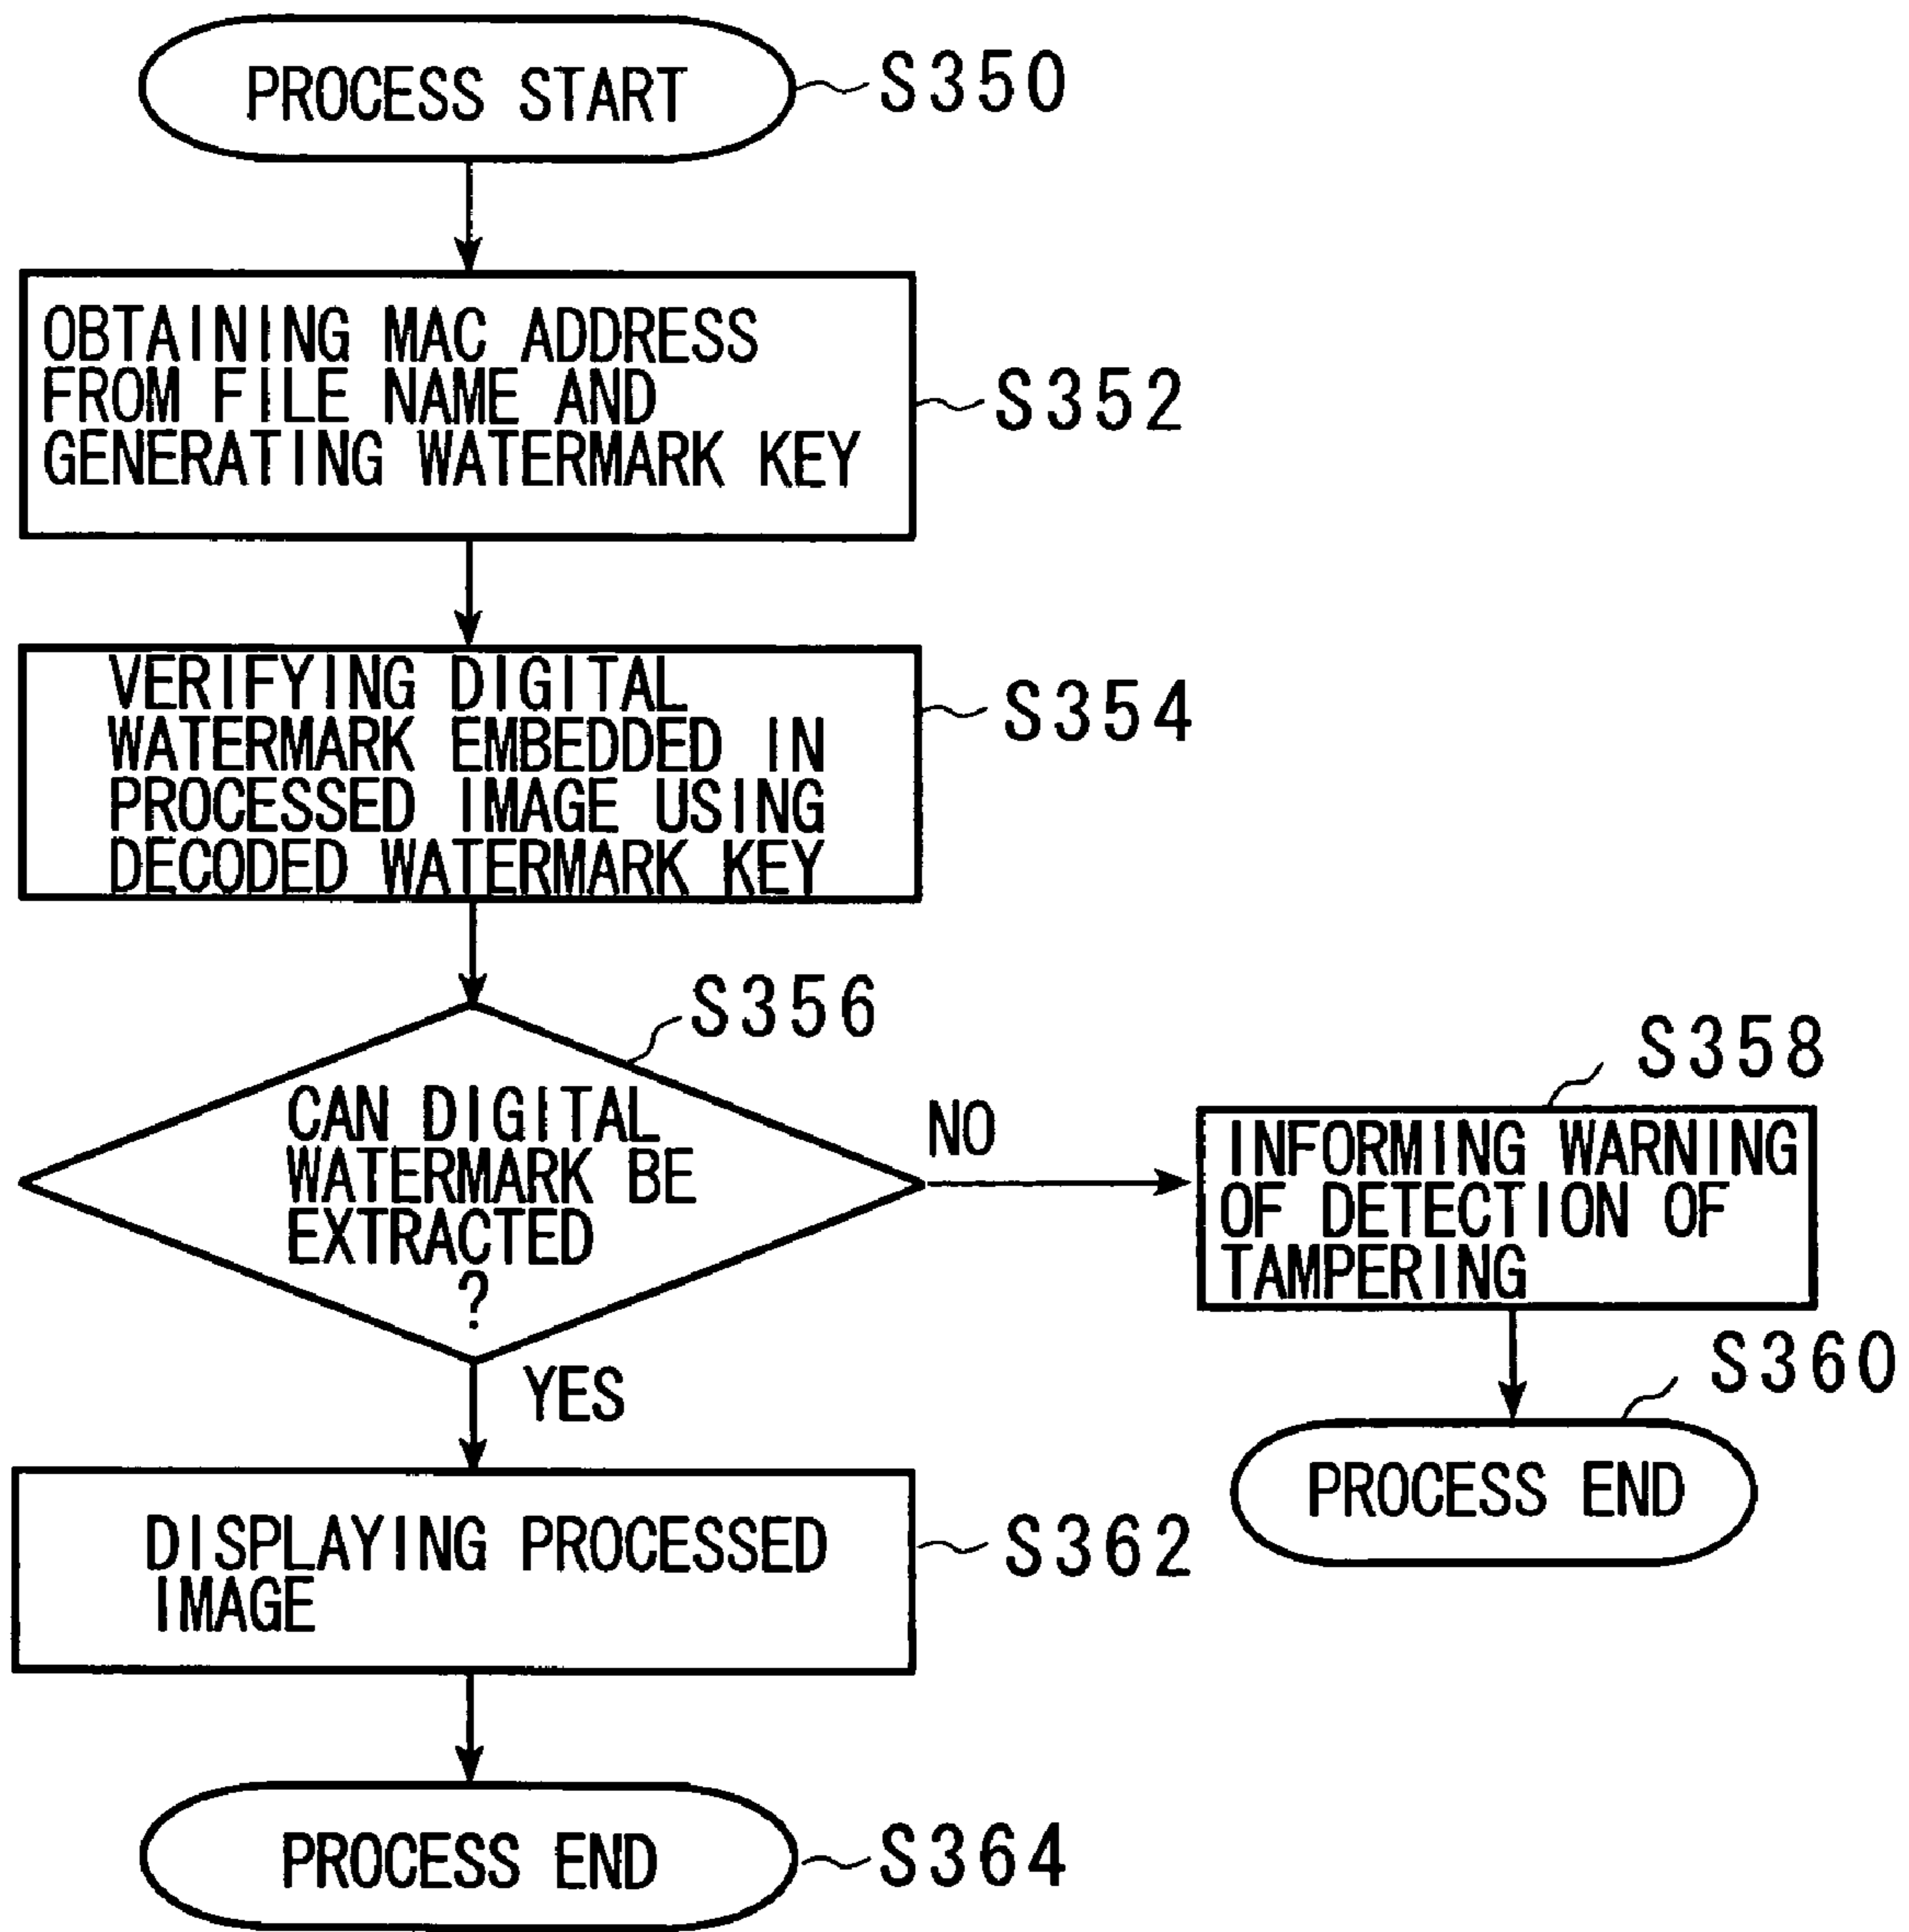 PROCESS START
S350
OBTAINING MAC ADDRESS
FROM FILE NAME AND
GENERATING WATERMARK KEY
S352
VERIFYING DIGITAL
WATERMARK EMBEDDED IN
PROCESSED IMAGE USING
DECODED WATERMARK KEY
S354
S356
CAN DIGITAL
WATERMARK BE
EXTRACTED
?
NO
YES
S358
INFORMING WARNING
OF DETECTION OF
TAMPERING
S360
PROCESS END
DISPLAYING PROCESSED
IMAGE
S362
PROCESS END
S364